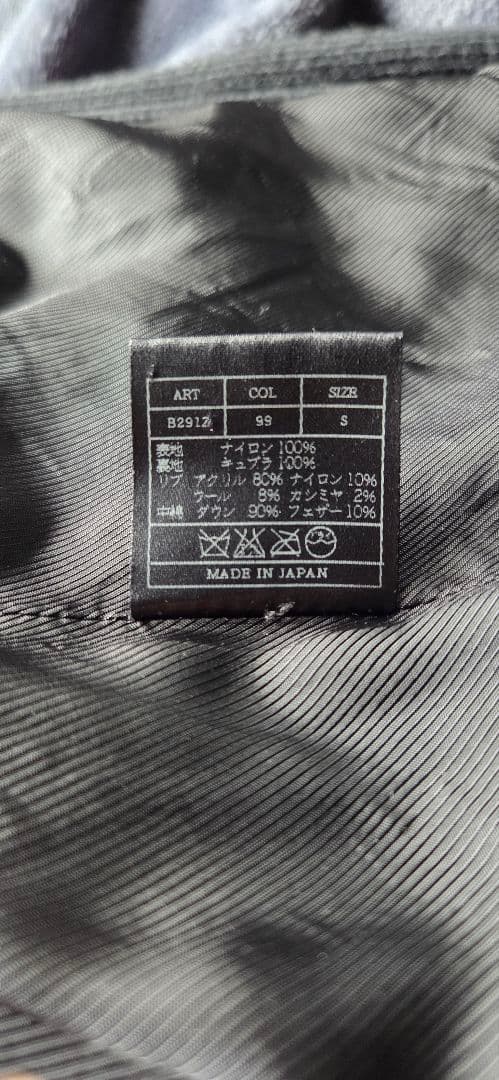 ART COL SIZE
B2912 99 S
表地 ナイロン 100%
裏地 キュプラ 100%
リブ アクリル 80% ナイロン 10%
ウール 8% カシミヤ 2%
中綿 ダウン 90% フェザー 10%
MADE IN JAPAN